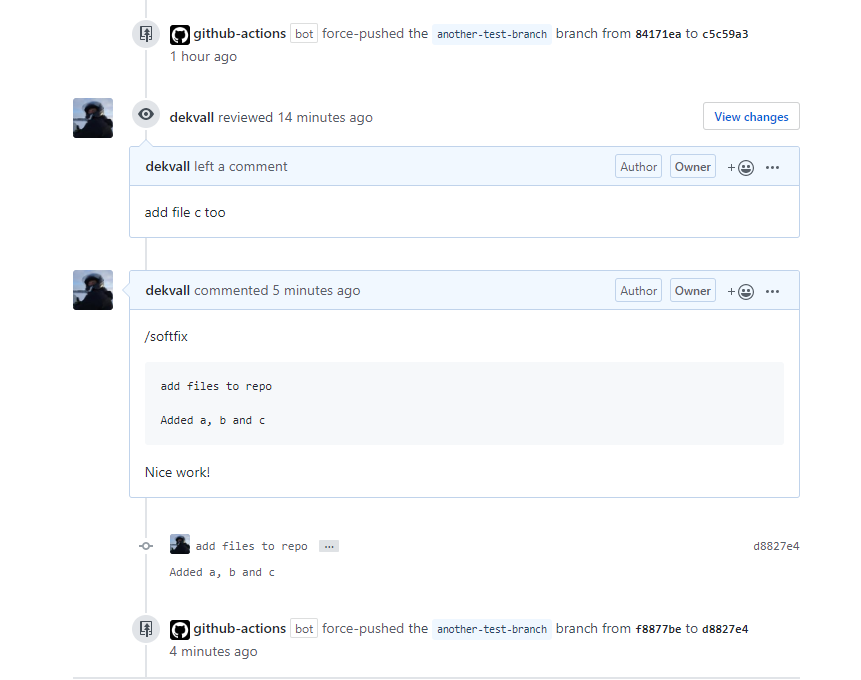 github-actions bot force-pushed the another-test-branch branch from 84171ea to c5c59a3
1 hour ago
dekvall reviewed 14 minutes ago
View changes
dekvall left a comment
Author Owner + ...
add file c too
dekvall commented 5 minutes ago
Author Owner + ...
/softfix
add files to repo
Added a, b and c
Nice work!
add files to repo ... d8827e4
Added a, b and c
github-actions bot force-pushed the another-test-branch branch from f8877be to d8827e4
4 minutes ago